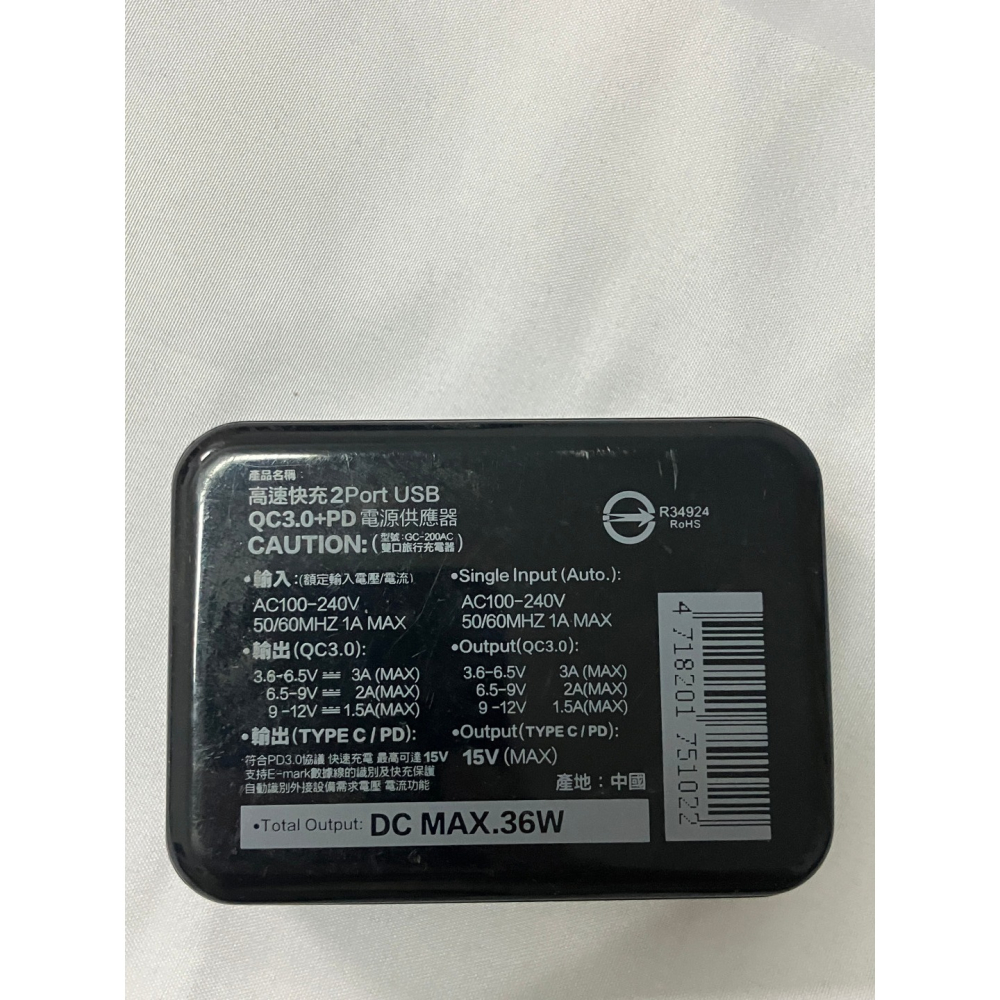 產品名稱:
高速快充2Port USB
QC3.0+PD 電源供應器
CAUTION: (型號:GC-200AC 雙口旅行充電器)
R34924
RoHS
•輸入:(額定輸入電壓/電流)
AC100-240V
50/60MHZ 1A MAX
•輸出(QC3.0):
3.6-6.5V⎓ 3A (MAX)
6.5-9V ⎓ 2A(MAX)
9-12V ⎓ 1.5A(MAX)
•輸出(TYPE C / PD):
符合PD3.0協議 快速充電 最高可達 15V
支持E-mark數據線的識別及快充保護
自動識別外接設備需求電壓 電流功能
•Single Input (Auto.):
AC100-240V
50/60MHZ 1A MAX
•Output(QC3.0):
3.6-6.5V 3A (MAX)
6.5-9V 2A(MAX)
9-12V 1.5A(MAX)
•Output(TYPE C / PD):
15V (MAX)
產地:中國
•Total Output: DC MAX.36W
4 718201 751022